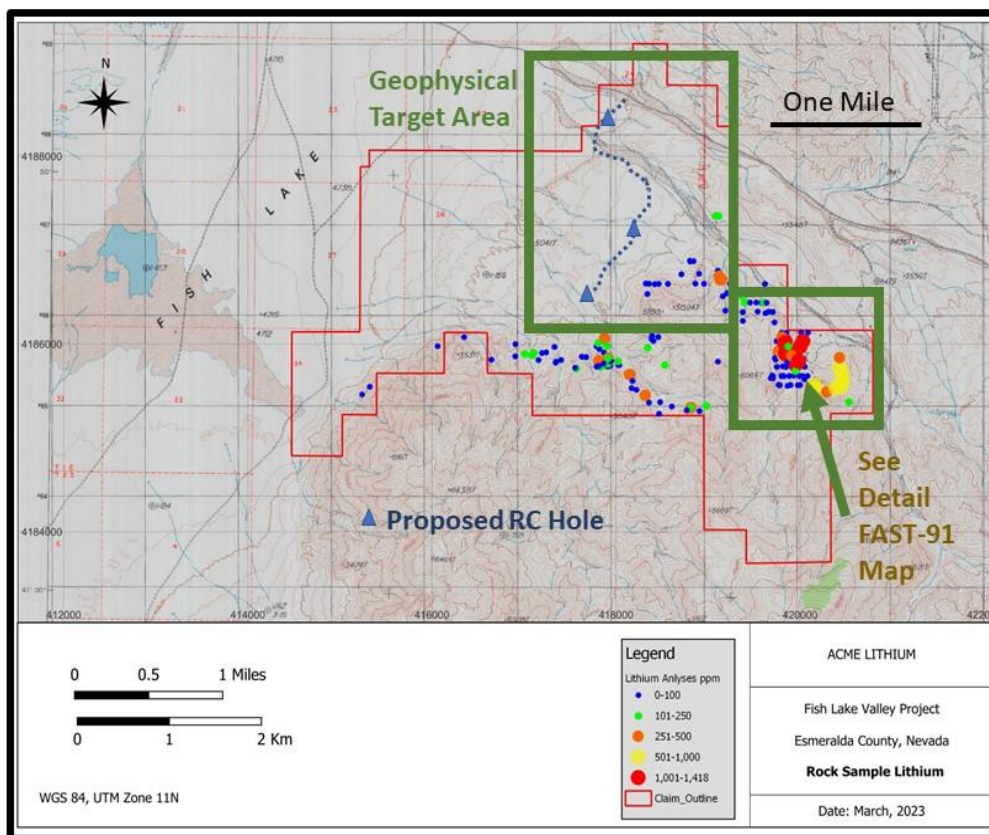 N
Geophysical
Target Area
One Mile
4188000
FISH LAKE
4186000
See
Detail
FAST-91
Map
Proposed RC Hole
4184000
412000
414000
416000
418000
420000
Legend
Lithium Anlyses ppm
0-100
101-250
251-500
501-1,000
1,001-1,418
Claim_Outline
ACME LITHIUM
Fish Lake Valley Project
Esmeralda County, Nevada
Rock Sample Lithium
Date: March, 2023
0 0.5 1 Miles
0 1 2 Km
WGS 84, UTM Zone 11N